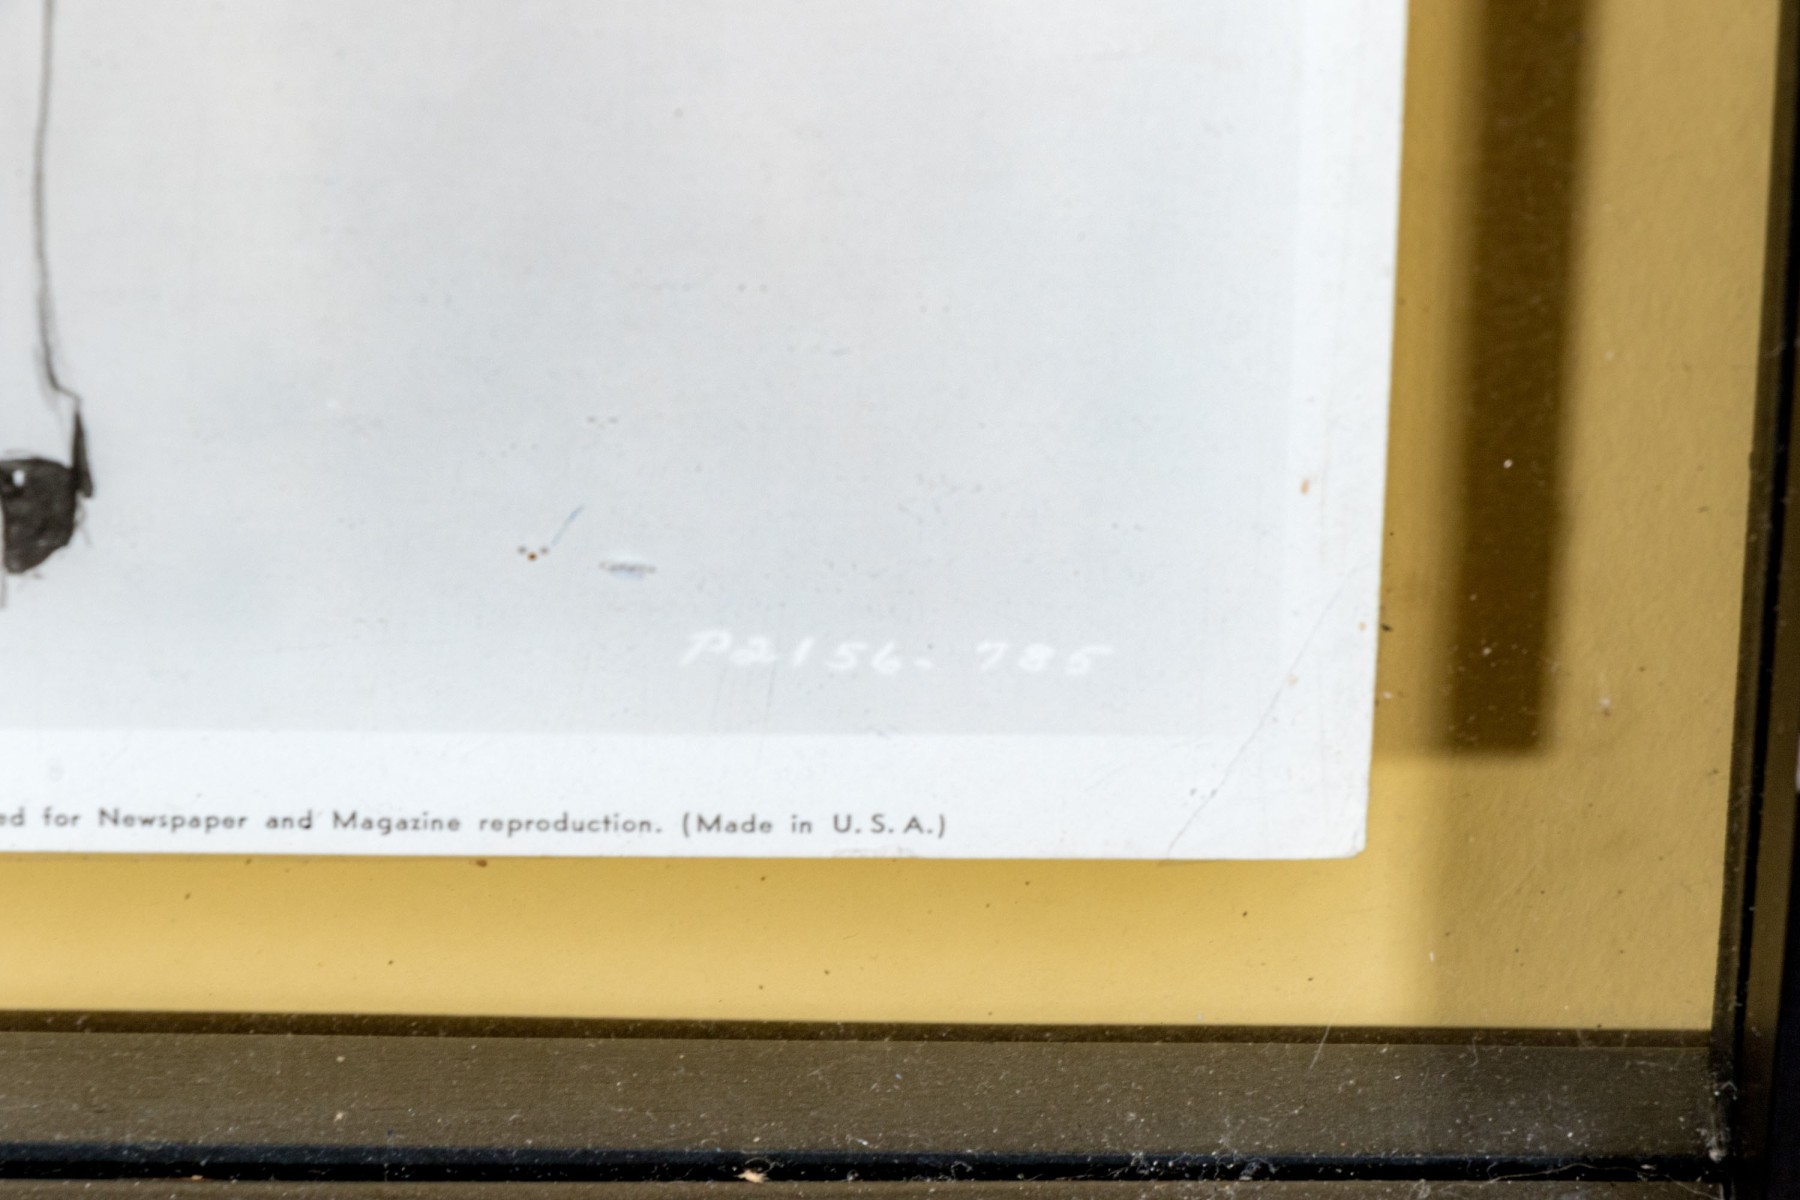 P2156- 785
ed for Newspaper and Magazine reproduction. (Made in U.S.A.)